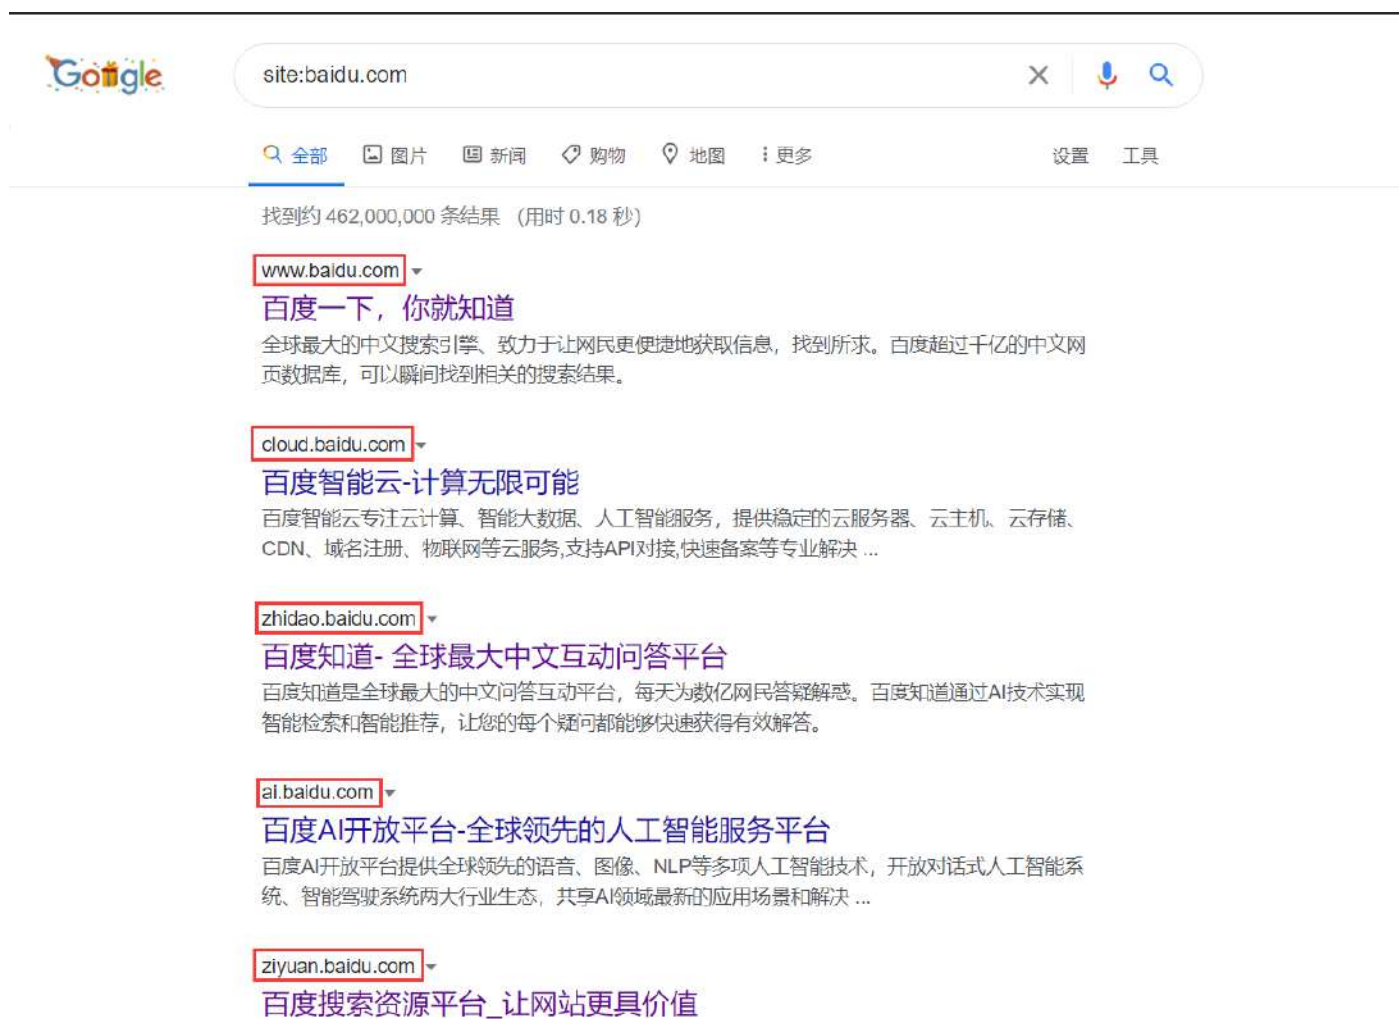 Google
site:baidu.com
全部 图片 新闻 购物 地图 更多 设置 工具
找到约 462,000,000 条结果 （用时 0.18 秒）
www.baidu.com
百度一下，你就知道
全球最大的中文搜索引擎、致力于让网民更便捷地获取信息，找到所求。百度超过千亿的中文网
页数据库，可以瞬间找到相关的搜索结果。
cloud.baidu.com
百度智能云-计算无限可能
百度智能云专注云计算、智能大数据、人工智能服务，提供稳定的云服务器、云主机、云存储、
CDN、域名注册、物联网等云服务,支持API对接,快速备案等专业解决 ...
zhidao.baidu.com
百度知道- 全球最大中文互动问答平台
百度知道是全球最大的中文问答互动平台，每天为数亿网民答疑解惑。百度知道通过AI技术实现
智能检索和智能推荐，让您的每个疑问都能够快速获得有效解答。
ai.baidu.com
百度AI开放平台-全球领先的人工智能服务平台
百度AI开放平台提供全球领先的语音、图像、NLP等多项人工智能技术，开放对话式人工智能系
统、智能驾驶系统两大行业生态，共享AI领域最新的应用场景和解决 ...
ziyuan.baidu.com
百度搜索资源平台_让网站更具价值